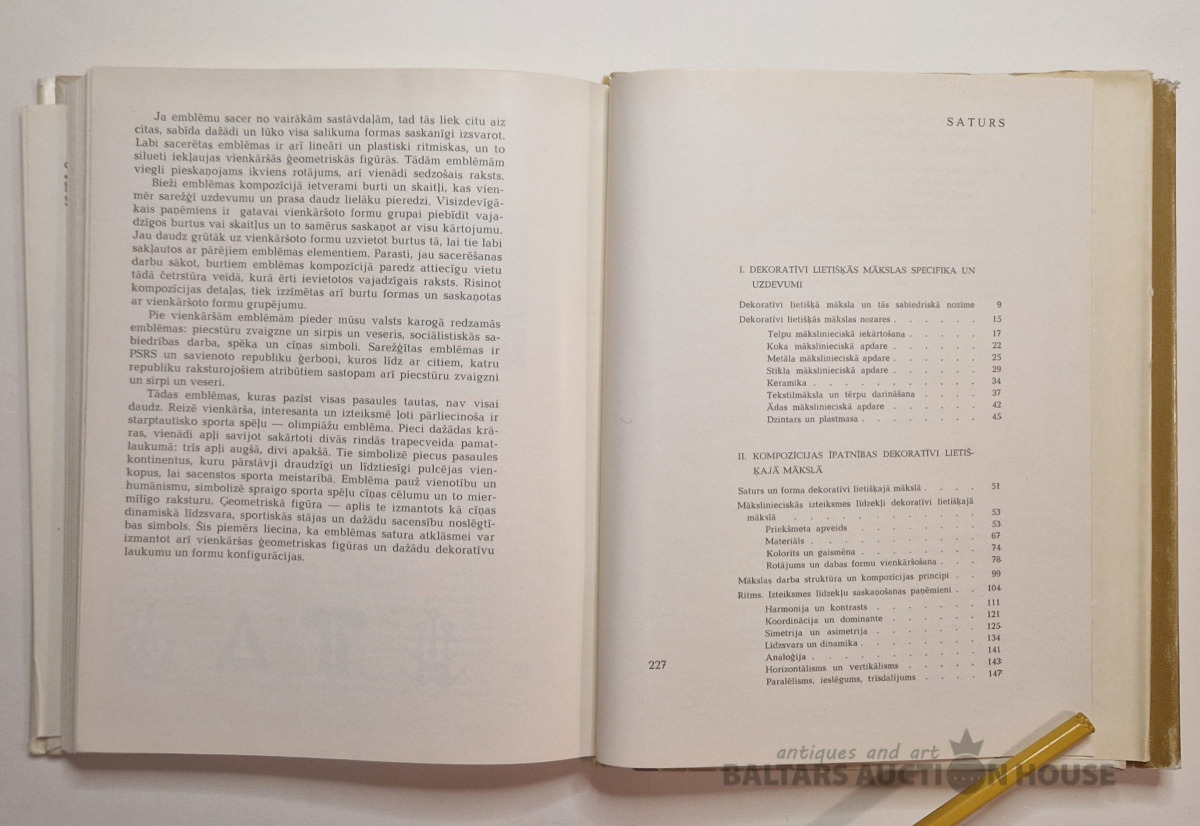 Ja emblēmu sacer no vairākām sastāvdaļām, tad tās liek citu aiz
citas, sabīda dažādi un lūko visa salikuma formas saskanīgi izsvarot.
Labi sacerētas emblēmas ir arī lineāri un plastiski ritmiskas, un to
silueti iekļaujas vienkāršās ģeometriskās figūrās. Tādām emblēmām
viegli pieskaņojams ikviens rotājums, arī vienādi sedzošais raksts.
Bieži emblēmas kompozīcijā ietverami burti un skaitļi, kas vien-
mēr sarežģī uzdevumu un prasa daudz lielāku pieredzi. Visizdevīgā-
kais paņēmiens ir gatavai vienkāršoto formu grupai piebīdīt vaja-
dzīgos burtus vai skaitļus un to samērus saskaņot ar visu kārtojumu.
Jau daudz grūtāk uz vienkāršoto formu uzvietot burtus tā, lai tie labi
sakļautos ar pārējiem emblēmas elementiem. Parasti, jau sacerēšanas
darbu sākot, burtiem emblēmas kompozīcijā paredz attiecīgu vietu
tādā četrstūra veidā, kurā ērti ievietotos vajadzīgais raksts. Risinot
kompozīcijas detaļas, tiek izzīmētas arī burtu formas un saskaņotas
ar vienkāršoto formu grupējumu.
Pie vienkāršām emblēmām pieder mūsu valsts karogā redzamās
emblēmas: piecstūru zvaigzne un sirpis un veseris, sociālistiskās sa-
biedrības darba, spēka un cīņas simboli. Sarežģītas emblēmas ir
PSRS un savienoto republiku ģerboņi, kuros līdz ar citiem, katru
republiku raksturojošiem atribūtiem sastopam arī piecstūru zvaigzni
un sirpi un veseri.
Tādas emblēmas, kuras pazīst visas pasaules tautas, nav visai
daudz. Reizē vienkārša, interesanta un izteiksmē ļoti pārliecinoša ir
starptautisko sporta spēļu — olimpiāžu emblēma. Pieci dažādas krā-
ras, vienādi apļi savijot sakārtoti divās rindās trapecveida pamat-
laukumā: trīs apļi augšā, divi apakšā. Tie simbolizē piecus pasaules
kontinentus, kuru pārstāvji draudzīgi un līdztiesīgi pulcējas vien-
kopus, lai sacenstos sporta meistarībā. Emblēma pauž vienotību un
humānismu, simbolizē spraigo sporta spēļu cīņas cēlumu un to mier-
mīlīgo raksturu. Ģeometriskā figūra — aplis te izmantots kā cīņas
dinamiskā līdzsvara, sportiskās stājas un dažādu sacensību noslēgtī-
bas simbols. Šis piemērs liecina, ka emblēmas satura atklāsmei var
izmantot arī vienkāršas ģeometriskas figūras un dažādu dekoratīvu
laukumu un formu konfigurācijas.
227
SATURS
I. DEKORATĪVI LIETIŠĶĀS MĀKSLAS SPECIFIKA UN
UZDEVUMI
Dekoratīvi lietišķā māksla un tās sabiedriskā nozīme 9
Dekoratīvi lietišķās mākslas nozares . . . . . . 15
Telpu mākslinieciskā iekārtošana . . . . . . 17
Koka mākslinieciskā apdare . . . . . . . 22
Metāla mākslinieciskā apdare . . . . . . . 25
Stikla mākslinieciskā apdare . . . . . . . 29
Keramika . . . . . . . . . . . 34
Tekstilmāksla un tērpu darināšana . . . . . 37
Ādas mākslinieciskā apdare . . . . . . . 42
Dzintars un plastmasa . . . . . . . . . 45
II. KOMPOZĪCIJAS ĪPATNĪBAS DEKORATĪVI LIETIŠ-
ĶAJĀ MĀKSLĀ
Saturs un forma dekoratīvi lietišķajā mākslā . . . . 51
Mākslinieciskās izteiksmes līdzekļi dekoratīvi lietišķajā
mākslā . . . . . . . . . . . . 53
Priekšmeta apveids . . . . . . . . 53
Materiāls . . . . . . . . . . . 67
Kolorīts un gaismēna . . . . . . . . 74
Rotājums un dabas formu vienkāršošana . . . . 78
Mākslas darba struktūra un kompozīcijas principi . . 99
Ritms. Izteiksmes līdzekļu saskaņošanas paņēmieni . . 104
Harmonija un kontrasts . . . . . . . 111
Koordinācija un dominante . . . . . . . 121
Simetrija un asimetrija . . . . . . . 125
Līdzsvars un dinamika . . . . . . . . 134
Analoģija . . . . . . . . . . . 141
Horizontālisms un vertikālisms . . . . . . 143
Paralēlisms, ieslēgums, trīsdalījums . . . . . 147
antiques and art
BALTARS AUCTION HOUSE